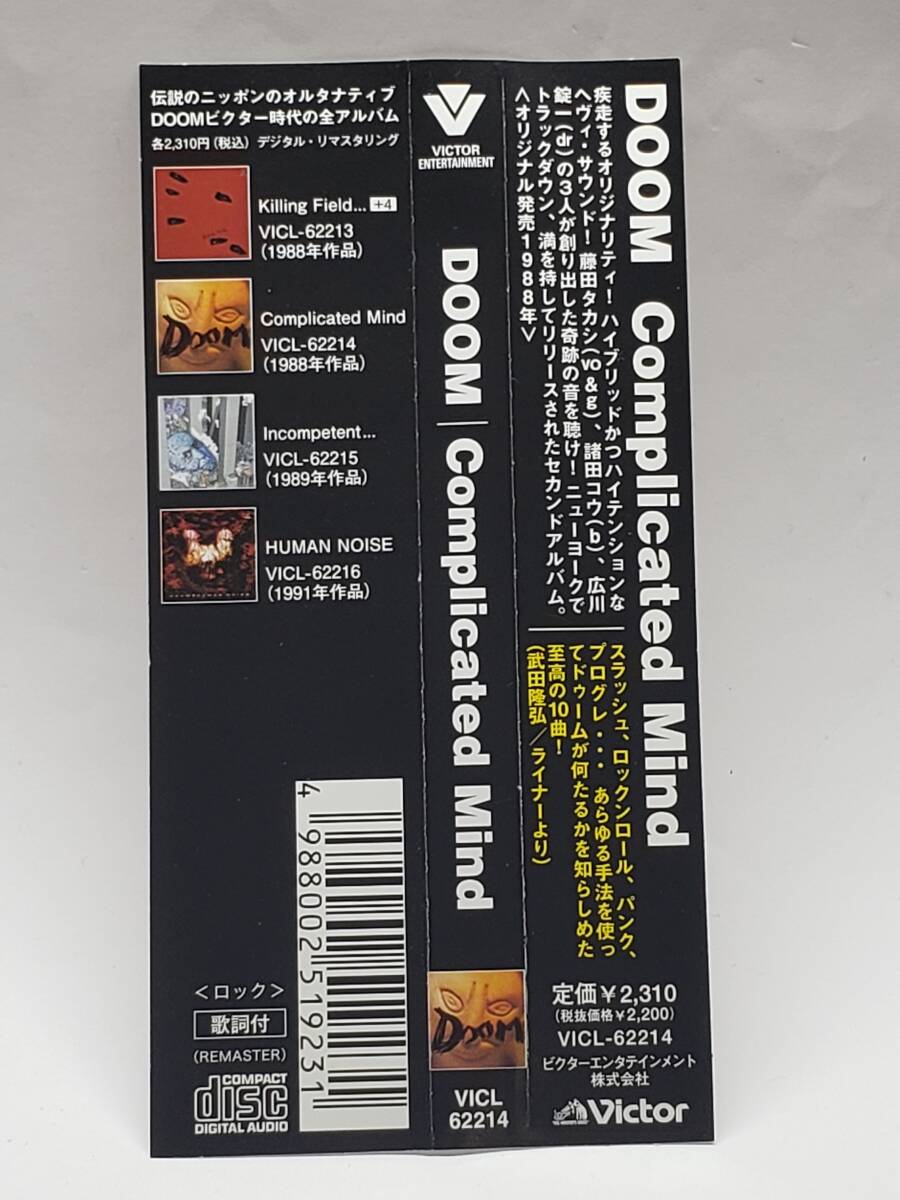 伝説のニッポンのオルタナティブ
DOOMビクター時代の全アルバム
各2,310円(税込) デジタル・リマスタリング
Killing Field... +4
VICL-62213
(1988年作品)
DOOM
Complicated Mind
VICL-62214
(1988年作品)
Incompetent...
VICL-62215
(1989年作品)
HUMAN NOISE
VICL-62216
(1991年作品)
4 988002 519231
<ロック>
歌詞付
(REMASTER)
COMPACT
disc
DIGITAL AUDIO
VICTOR
ENTERTAINMENT
DOOM | Complicated Mind
DOOM
VICL
62214
DOOM Complicated Mind
疾走するオリジナリティ!ハイブリッドかつハイテンションな
ヘヴィ・サウンド!藤田タカシ(vo&g)、諸田コウ(b)、広川
錠一(dr)の3人が創り出した奇跡の音を聴け!ニューヨークで
トラックダウン、満を持してリリースされたセカンドアルバム。
<オリジナル発売1988年>
スラッシュ、ロックンロール、パンク、
プログレ・・・あらゆる手法を使っ
てドゥームが何たるかを知らしめた
至高の10曲!
(武田隆弘/ライナーより)
定価¥2,310
(税抜価格¥2,200)
VICL-62214
ビクターエンタテインメント
株式会社
Victor